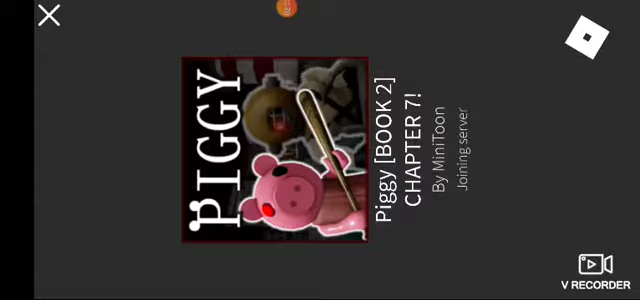 PIGGY
Piggy [BOOK 2]
CHAPTER 7!
By MiniToon
Joining server
V RECORDER